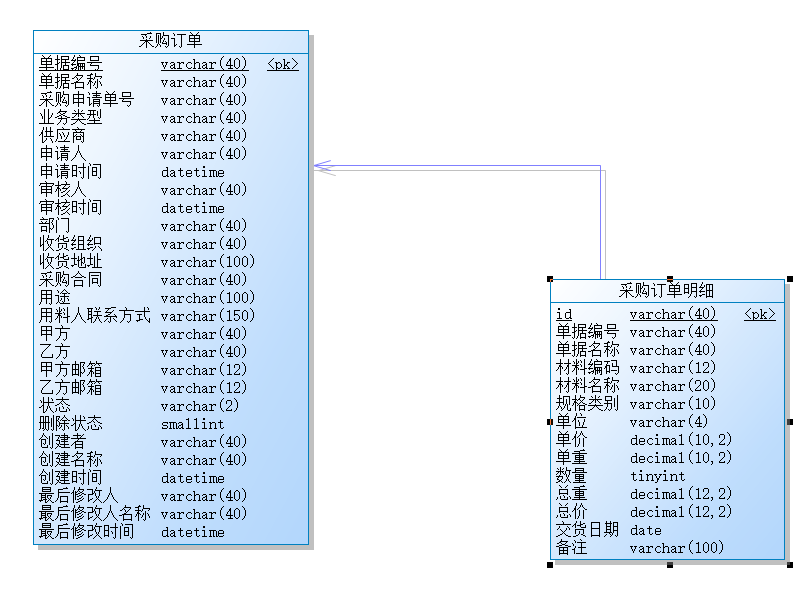 采购订单
单据编号 varchar(40) <pk>
单据名称 varchar(40)
采购申请单号 varchar(40)
业务类型 varchar(40)
供应商 varchar(40)
申请人 varchar(40)
申请时间 datetime
审核人 varchar(40)
审核时间 datetime
部门 varchar(40)
收货组织 varchar(40)
收货地址 varchar(100)
采购合同 varchar(40)
用途 varchar(100)
用料人联系方式 varchar(150)
甲方 varchar(40)
乙方 varchar(40)
甲方邮箱 varchar(12)
乙方邮箱 varchar(12)
状态 varchar(2)
删除状态 smallint
创建者 varchar(40)
创建名称 varchar(40)
创建时间 datetime
最后修改人 varchar(40)
最后修改人名称 varchar(40)
最后修改时间 datetime
采购订单明细
id varchar(40) <pk>
单据编号 varchar(40)
单据名称 varchar(40)
材料编码 varchar(12)
材料名称 varchar(20)
规格类别 varchar(10)
单位 varchar(4)
单价 decimal(10,2)
单重 decimal(10,2)
数量 tinyint
总重 decimal(12,2)
总价 decimal(12,2)
交货日期 date
备注 varchar(100)